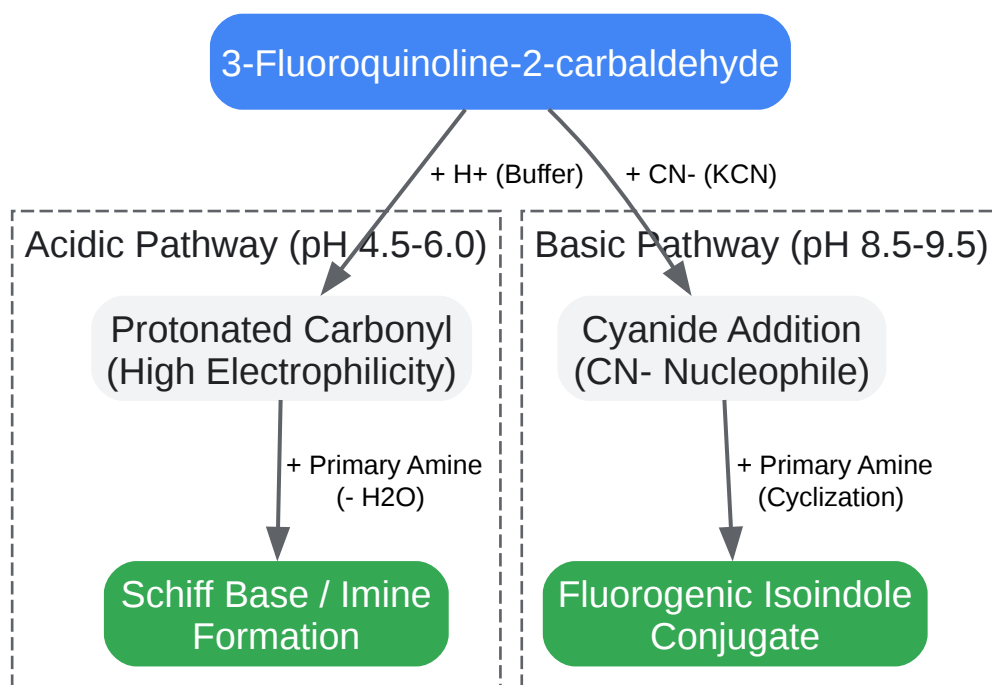 3-Fluoroquinoline-2-carbaldehyde
+ H+ (Buffer)
+ CN- (KCN)
Acidic Pathway (pH 4.5-6.0)
Basic Pathway (pH 8.5-9.5)
Protonated Carbonyl
(High Electrophilicity)
Cyanide Addition
(CN- Nucleophile)
+ Primary Amine
(- H2O)
+ Primary Amine
(Cyclization)
Schiff Base / Imine
Formation
Fluorogenic Isoindole
Conjugate